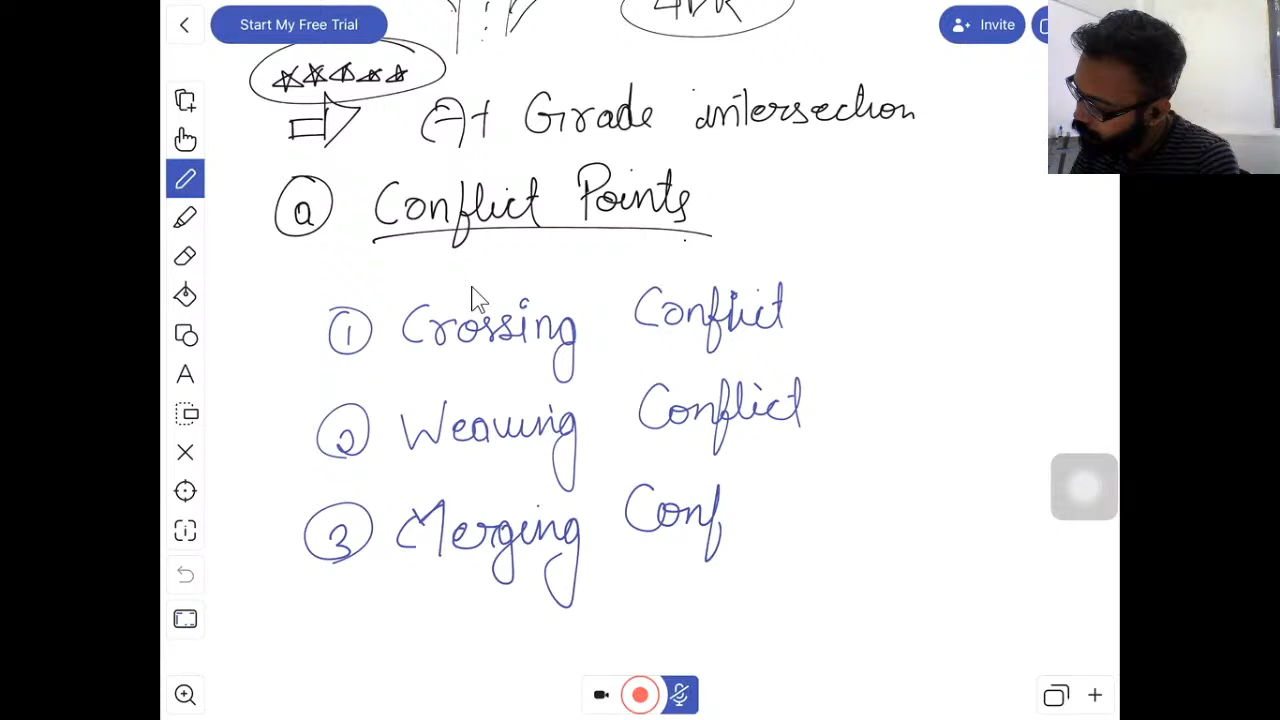 Start My Free Trial
Invite
At Grade intersection
a Conflict Points
1 Crossing Conflict
2 Weaving Conflict
3 Merging Conf